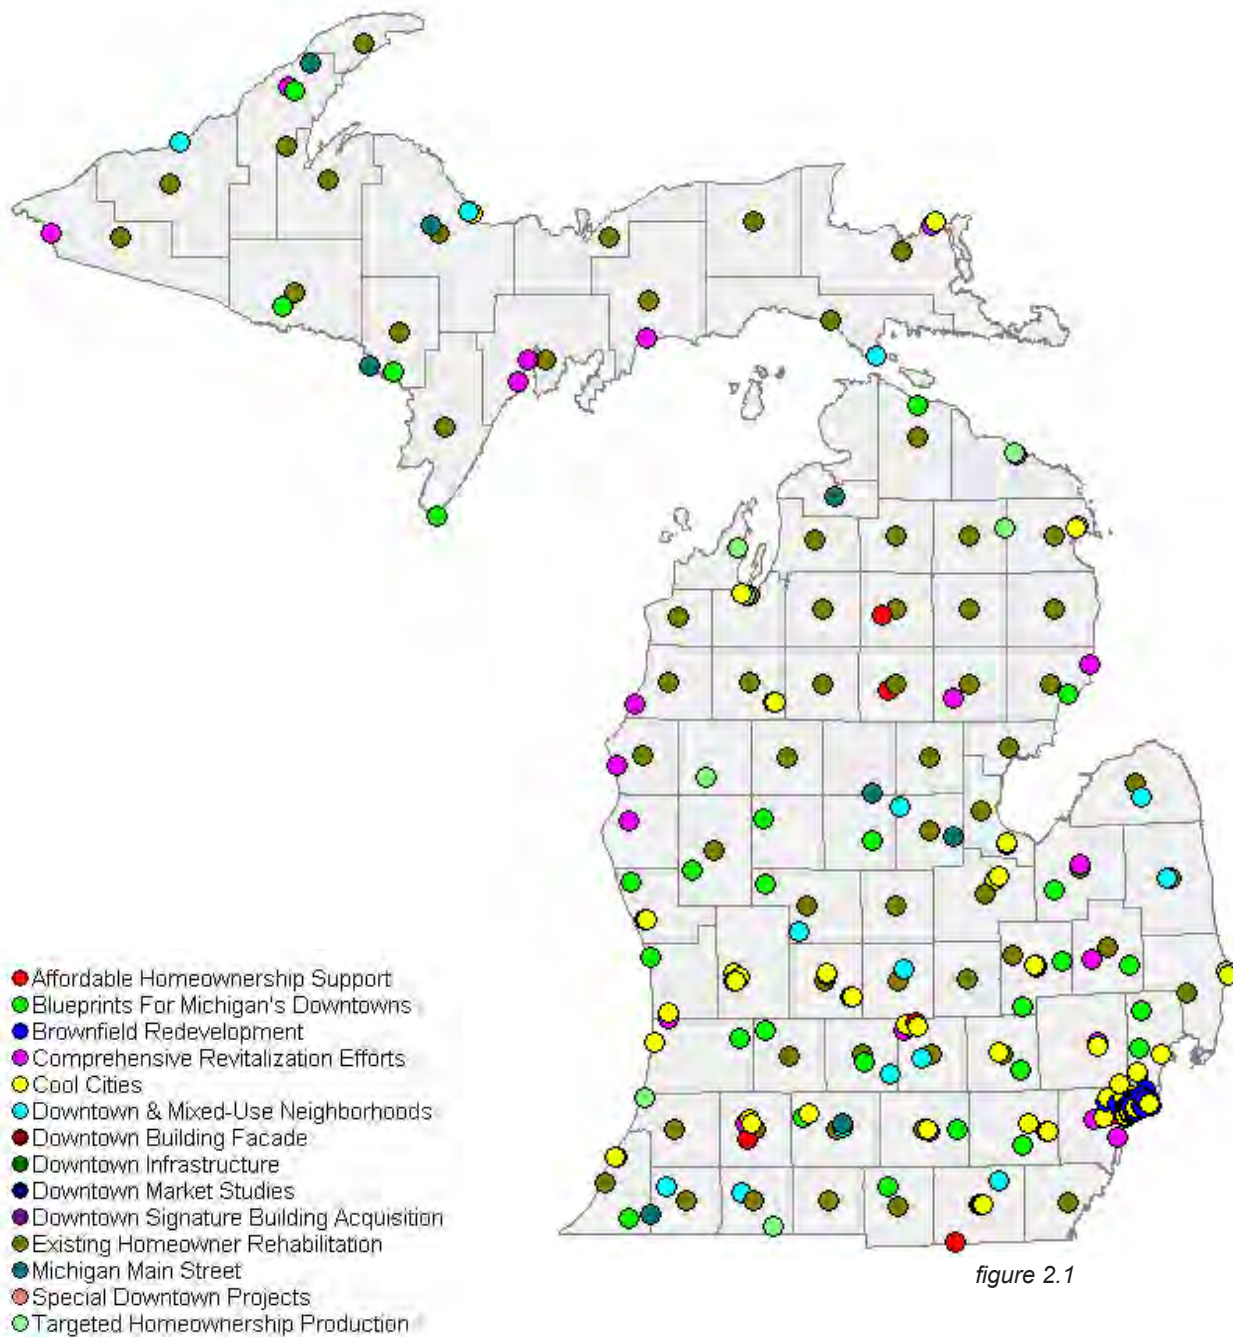 Affordable Homeownership Support
Blueprints For Michigan's Downtowns
Brownfield Redevelopment
Comprehensive Revitalization Efforts
Cool Cities
Downtown & Mixed-Use Neighborhoods
Downtown Building Facade
Downtown Infrastructure
Downtown Market Studies
Downtown Signature Building Acquisition
Existing Homeowner Rehabilitation
Michigan Main Street
Special Downtown Projects
Targeted Homeownership Production
figure 2.1